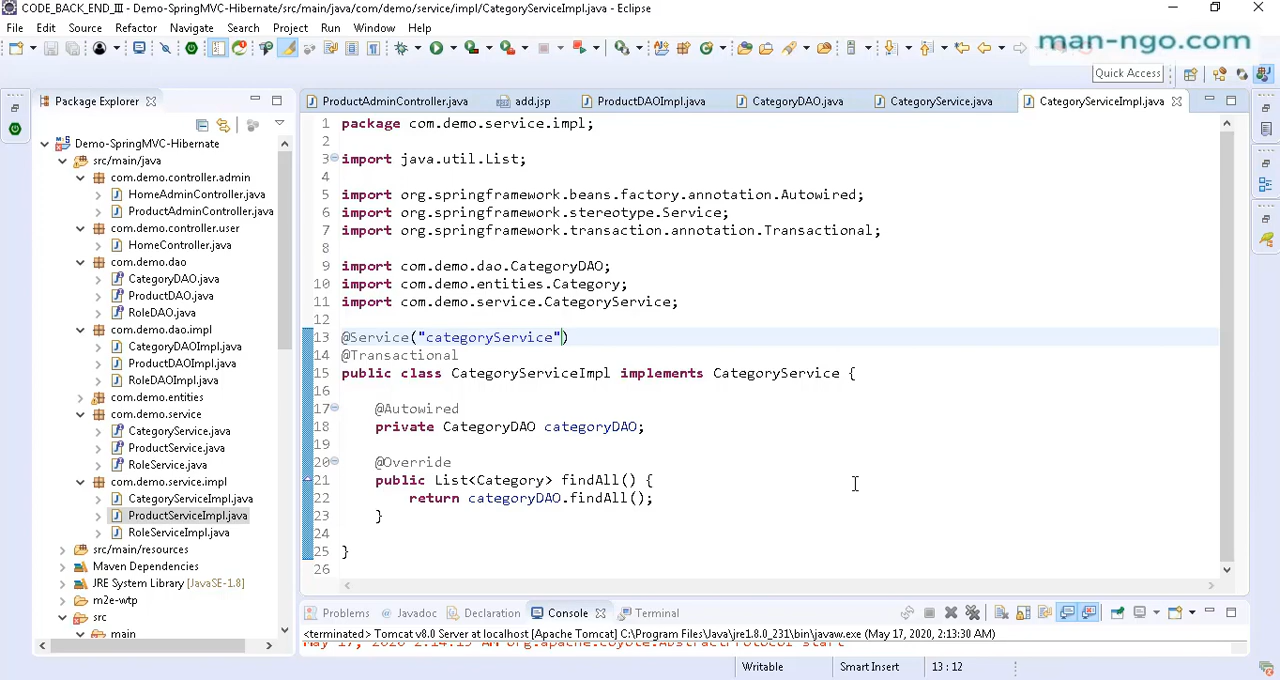 CODE_BACK_END_III - Demo-SpringMVC-Hibernate/src/main/java/com/demo/service/impl/CategoryServiceImpl.java - Eclipse
File Edit Source Refactor Navigate Search Project Run Window Help
man-ngo.com
Quick Access
Package Explorer
ProductAdminController.java add.jsp ProductDAOImpl.java CategoryDAO.java CategoryService.java CategoryServiceImpl.java
Demo-SpringMVC-Hibernate
src/main/java
com.demo.controller.admin
HomeAdminController.java
ProductAdminController.java
com.demo.controller.user
HomeController.java
com.demo.dao
CategoryDAO.java
ProductDAO.java
RoleDAO.java
com.demo.dao.impl
CategoryDAOImpl.java
ProductDAOImpl.java
RoleDAOImpl.java
com.demo.entities
com.demo.service
CategoryService.java
ProductService.java
RoleService.java
com.demo.service.impl
CategoryServiceImpl.java
ProductServiceImpl.java
RoleServiceImpl.java
src/main/resources
Maven Dependencies
JRE System Library [JavaSE-1.8]
m2e-wtp
src
main
1 package com.demo.service.impl;
2
3 import java.util.List;
4
5 import org.springframework.beans.factory.annotation.Autowired;
6 import org.springframework.stereotype.Service;
7 import org.springframework.transaction.annotation.Transactional;
8
9 import com.demo.dao.CategoryDAO;
10 import com.demo.entities.Category;
11 import com.demo.service.CategoryService;
12
13 @Service("categoryService")
14 @Transactional
15 public class CategoryServiceImpl implements CategoryService {
16
17 @Autowired
18 private CategoryDAO categoryDAO;
19
20 @Override
21 public List<Category> findAll() {
22 return categoryDAO.findAll();
23 }
24
25 }
26
Problems Javadoc Declaration Console Terminal
<terminated> Tomcat v8.0 Server at localhost [Apache Tomcat] C:\Program Files\Java\jre1.8.0_231\bin\javaw.exe (May 17, 2020, 2:13:30 AM)
May 17, 2020 2:14:15 AM org.apache.coyote.AbstractProtocol start
Writable Smart Insert 13 : 12